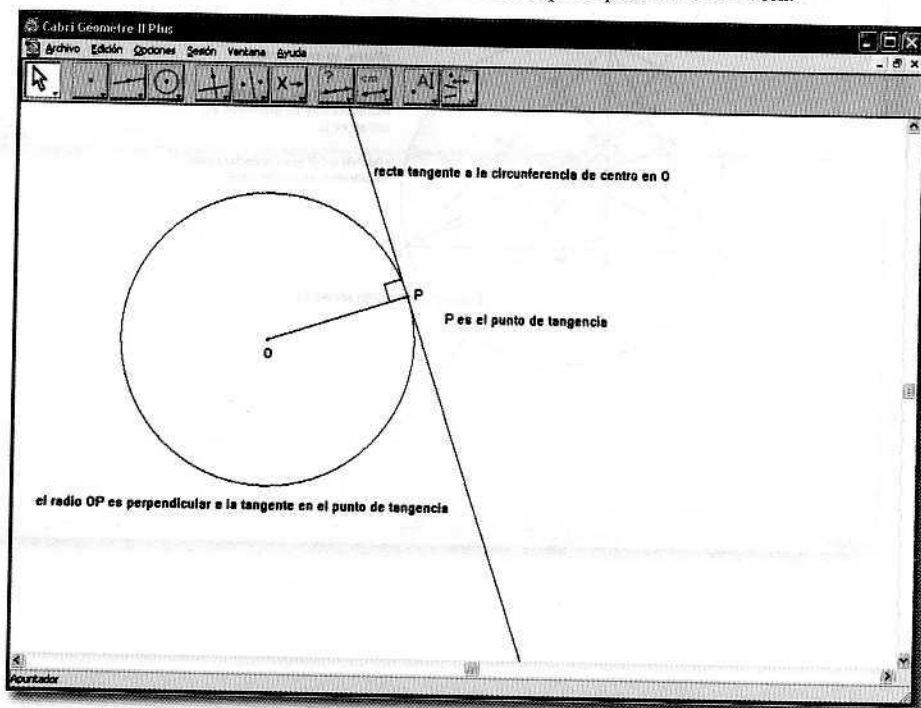 Cabri Géomètre II Plus
Archivo Edición Opciones Sesión Ventana Ayuda
? cm A
recta tangente a la circunferencia de centro en O
P
P es el punto de tangencia
O
el radio OP es perpendicular a la tangente en el punto de tangencia
Apuntador